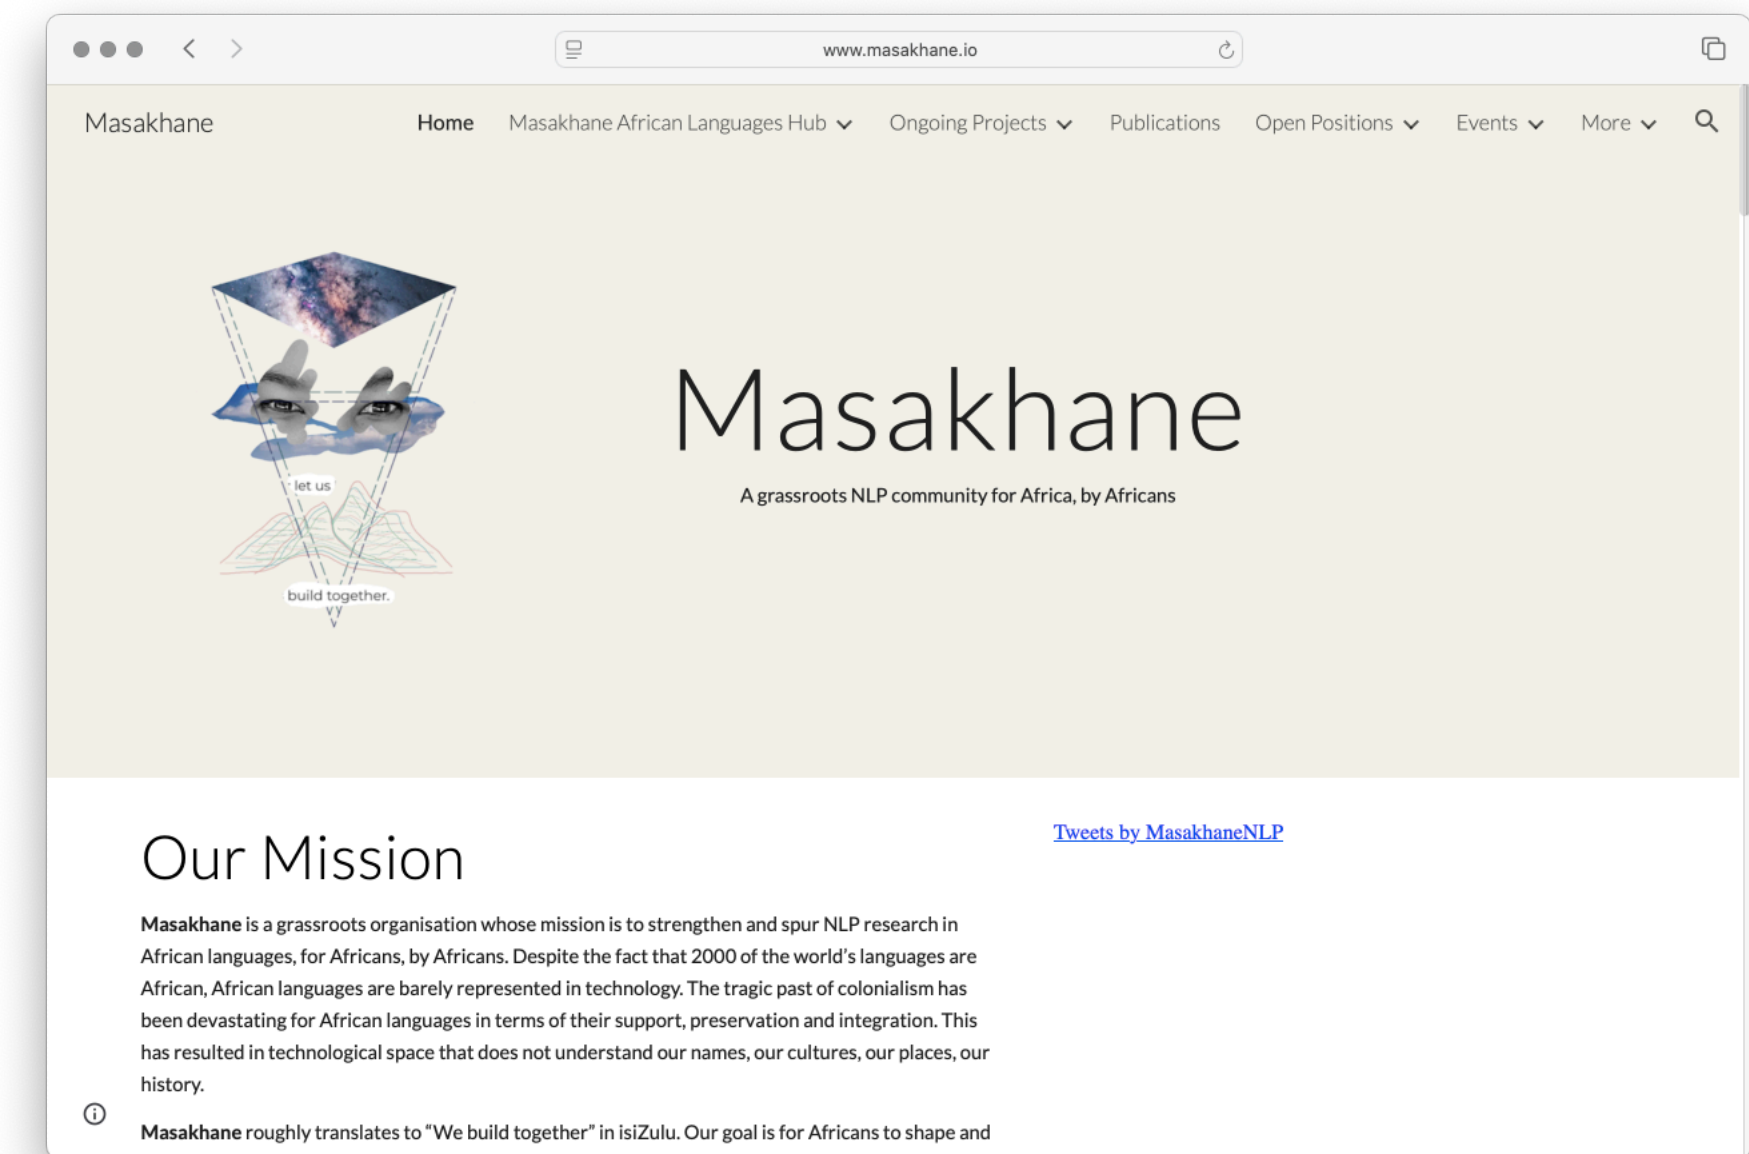 www.masakhane.io
Masakhane
Home
Masakhane African Languages Hub
Ongoing Projects
Publications
Open Positions
Events
More
let us
build together.
Masakhane
A grassroots NLP community for Africa, by Africans
Our Mission
Masakhane is a grassroots organisation whose mission is to strengthen and spur NLP research in
African languages, for Africans, by Africans. Despite the fact that 2000 of the world's languages are
African, African languages are barely represented in technology. The tragic past of colonialism has
been devastating for African languages in terms of their support, preservation and integration. This
has resulted in technological space that does not understand our names, our cultures, our places, our
history.
Masakhane roughly translates to “We build together” in isiZulu. Our goal is for Africans to shape and
Tweets by MasakhaneNLP